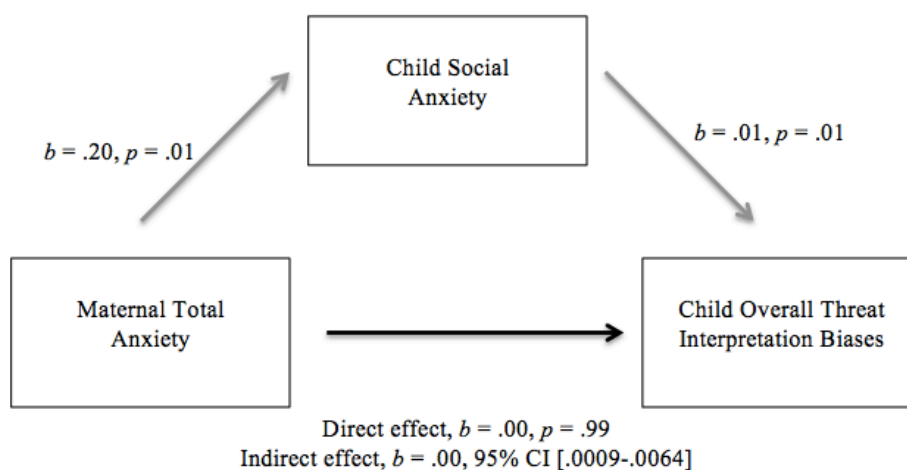 Child Social
Anxiety
b = .20, p = .01
b = .01, p = .01
Maternal Total
Anxiety
Child Overall Threat
Interpretation Biases
Direct effect, b = .00, p = .99
Indirect effect, b = .00, 95% CI [.0009-.0064]